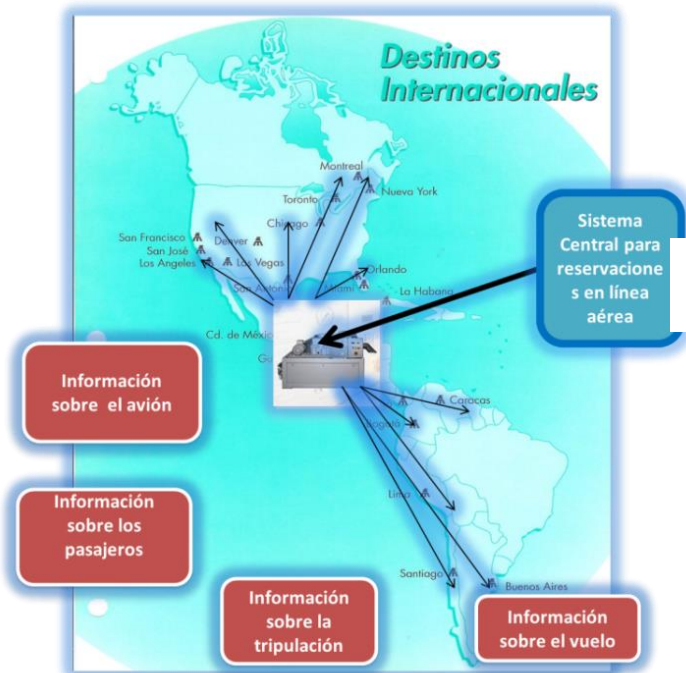 Destinos
Internacionales
Montreal
Toronto
Nueva York
Chicago
San Francisco
Denver
San José
Los Angeles
Las Vegas
Orlando
San Anton
Miami
La Habana
Cd. de México
Caracas
Bogotá
Lima
Santiago
Buenos Aires
Sistema
Central para
reservacione
s en línea
aérea
Información
sobre el avión
Información
sobre los
pasajeros
Información
sobre la
tripulación
Información
sobre el vuelo